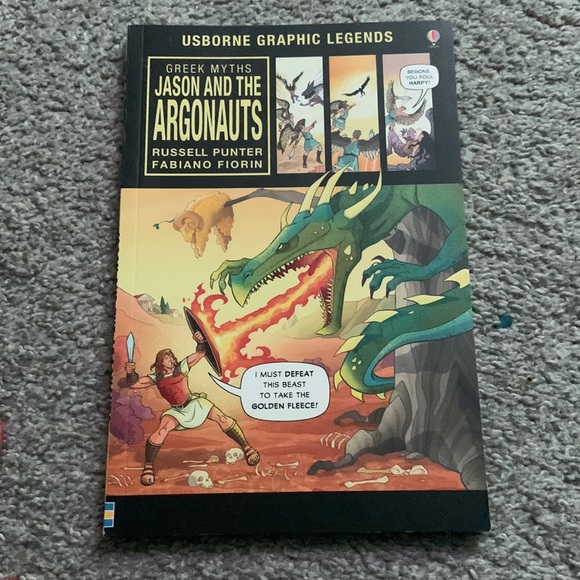 USBORNE GRAPHIC LEGENDS
GREEK MYTHS
JASON AND THE
ARGONAUTS
RUSSELL PUNTER
FABIANO FIORIN
BEGONE,
YOU FOUL
HARPY!
I MUST DEFEAT
THIS BEAST
TO TAKE THE
GOLDEN FLEECE!